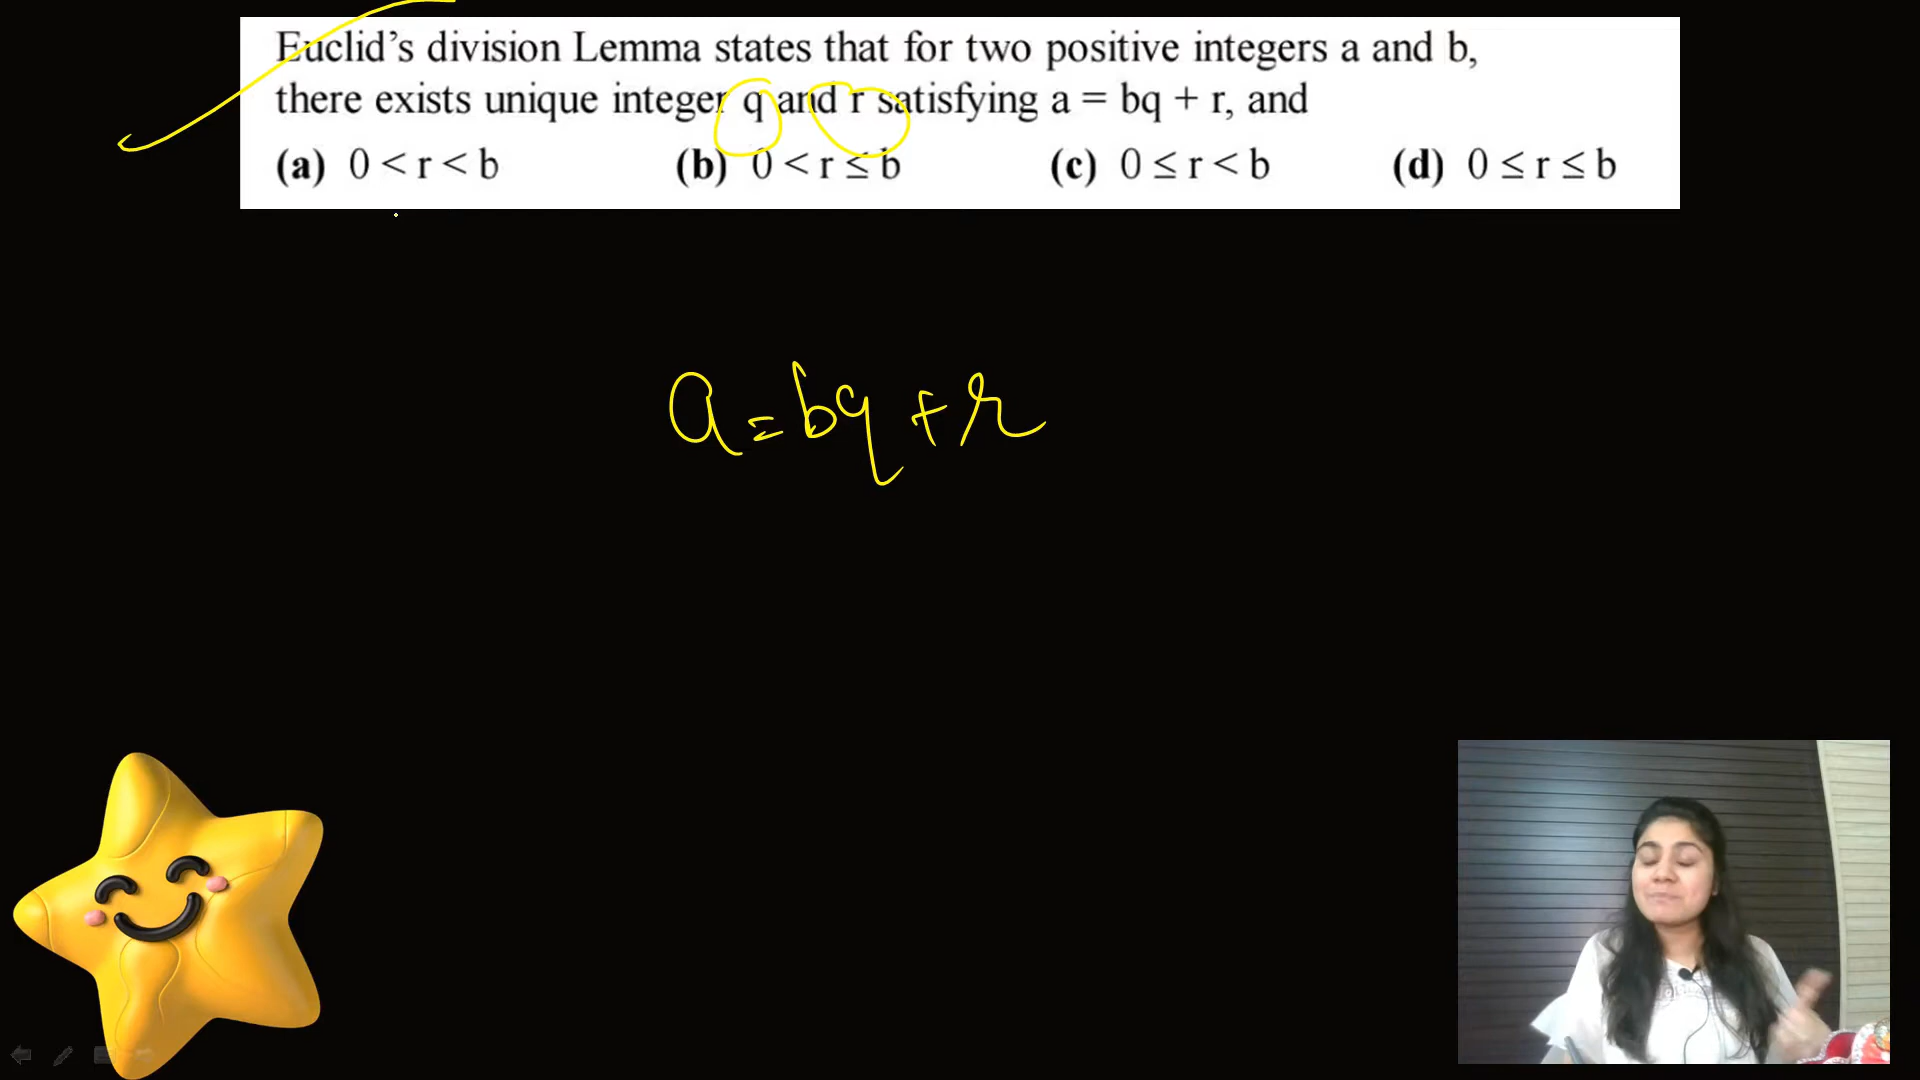 Euclid’s division Lemma states that for two positive integers a and b,
there exists unique integer q and r satisfying a = bq + r, and
(a) 0 < r < b (b) 0 < r ≤ b (c) 0 ≤ r < b (d) 0 ≤ r ≤ b
a = bq + r